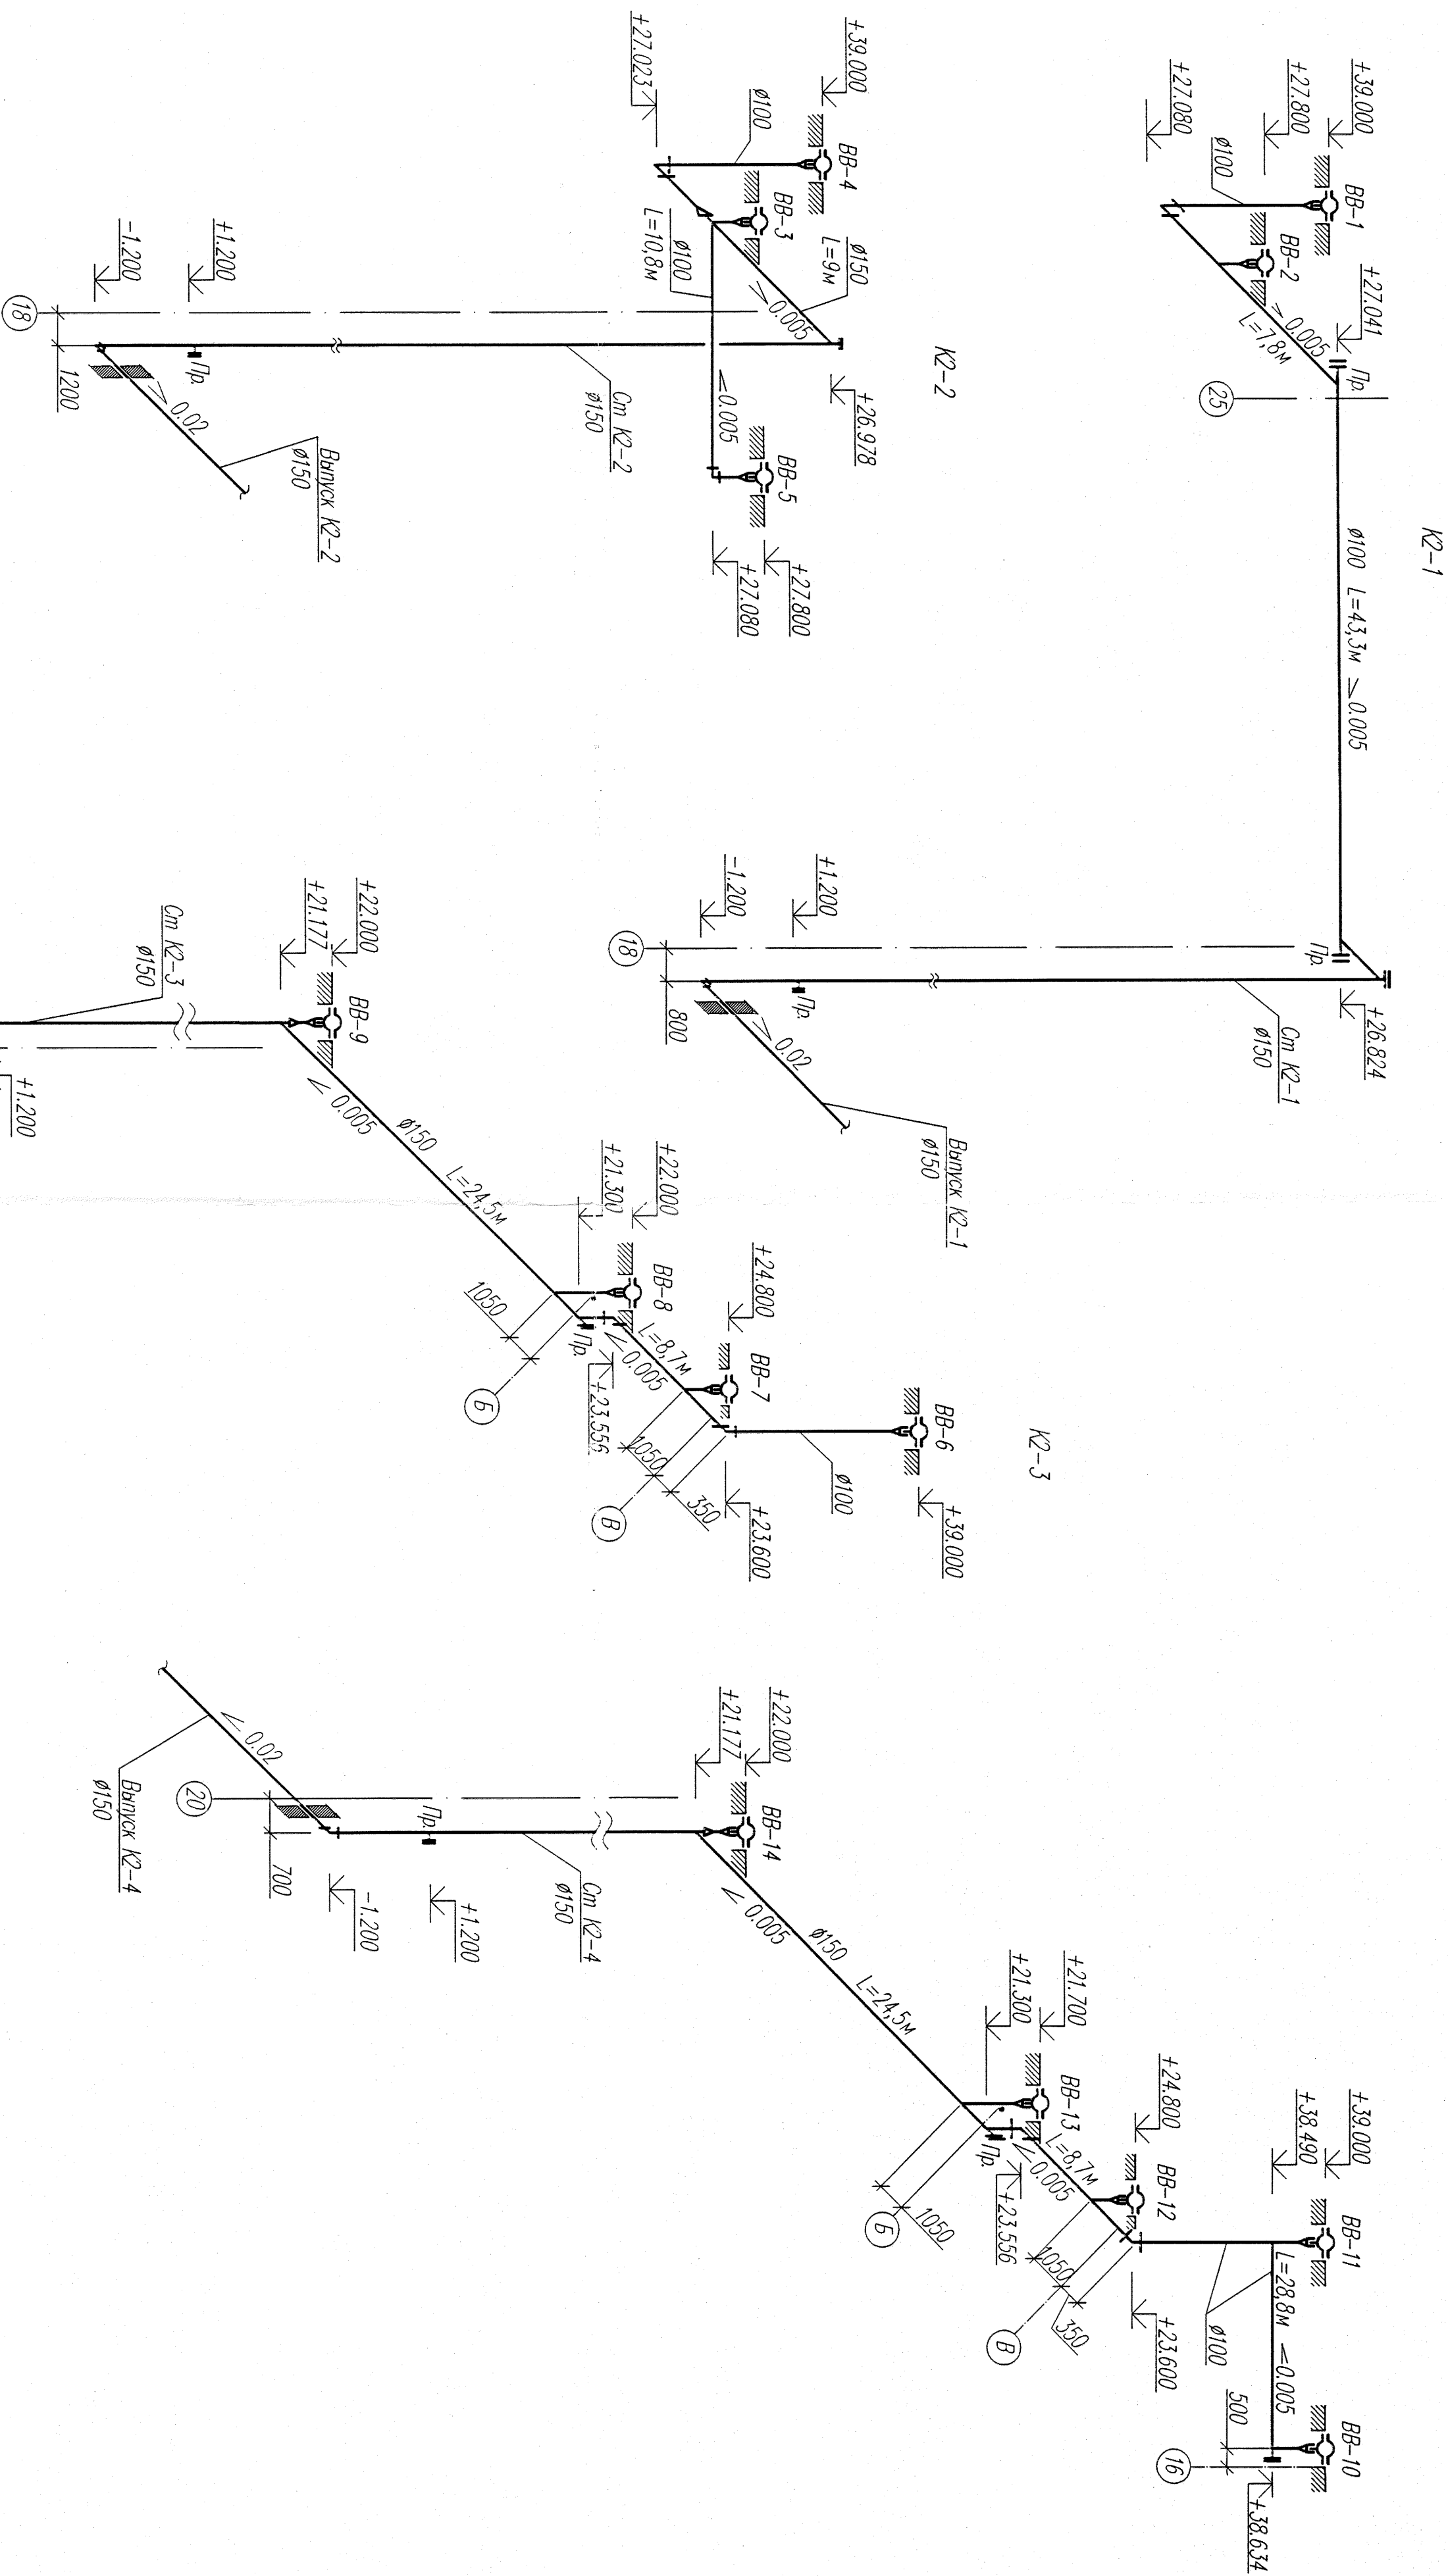 К2-1
+39.000
+27.800
+27.080
ø100
ВВ-1
ВВ-2
+27.041
Пр.
0.005
L=7,8м
25
ø100 L=43,3м 0.005
Пр.
+26.824
Ст К2-1
ø150
+1.200
-1.200
Пр.
18
800
0.02
Выпуск К2-1
ø150
К2-2
+39.000
+27.023
ø100
ВВ-4
ВВ-3
ø150
L=9м
ø100
L=10,8м
0.005
0.005
+26.978
ВВ-5
+27.800
+27.080
Ст К2-2
ø150
+1.200
-1.200
Пр.
18
1200
0.02
Выпуск К2-2
ø150
К2-3
ВВ-6
+39.000
ø100
+23.600
+24.800
ВВ-7
350
1050
В
L=8,7м
0.005
+23.556
+22.000
+21.300
ВВ-8
Пр.
1050
Б
ø150 L=24,5м
0.005
+22.000
+21.177
ВВ-9
Ст К2-3
ø150
+1.200
+39.000
+38.490
ВВ-11
L=28,8м 0.005
ВВ-10
ø100
500
16
+38.634
+24.800
ВВ-12
+23.600
350
1050
В
L=8,7м
0.005
+23.556
+21.700
+21.300
ВВ-13
Пр.
1050
Б
ø150 L=24,5м
0.005
+22.000
+21.177
ВВ-14
Ст К2-4
ø150
+1.200
-1.200
Пр.
20
700
0.02
Выпуск К2-4
ø150